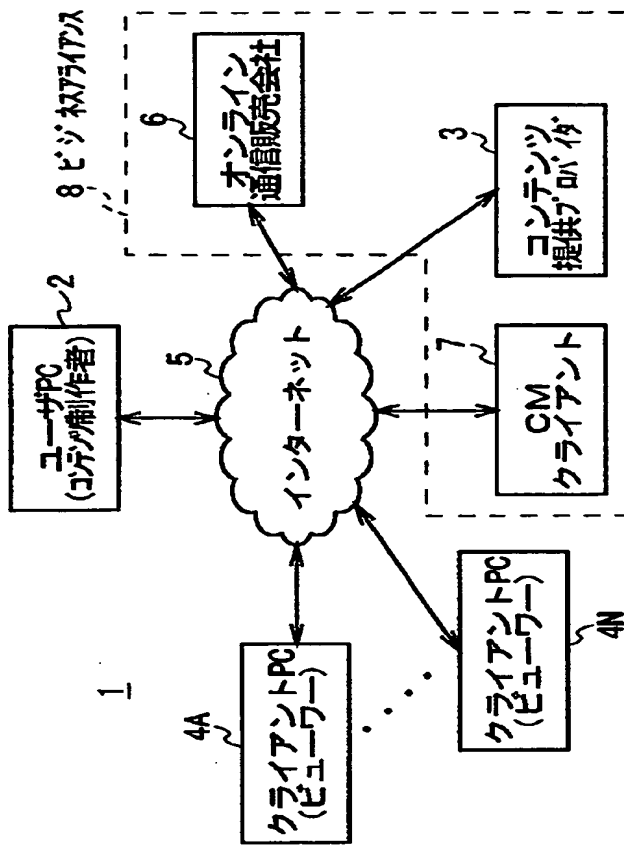 1
8 ビジネスアライアンス
2
ユーザPC
(コンテンツ制作者)
6
オンライン
通信販売会社
5
インターネット
4A
クライアントPC
(ビューワー)
4N
クライアントPC
(ビューワー)
7
CM
クライアント
3
コンテンツ
提供プロバイダ